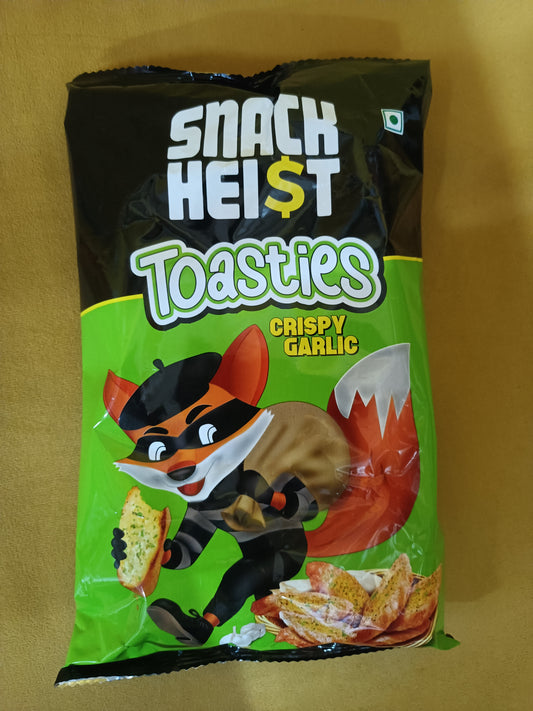 SNACK
HEI$T
Toasties
CRISPY
GARLIC